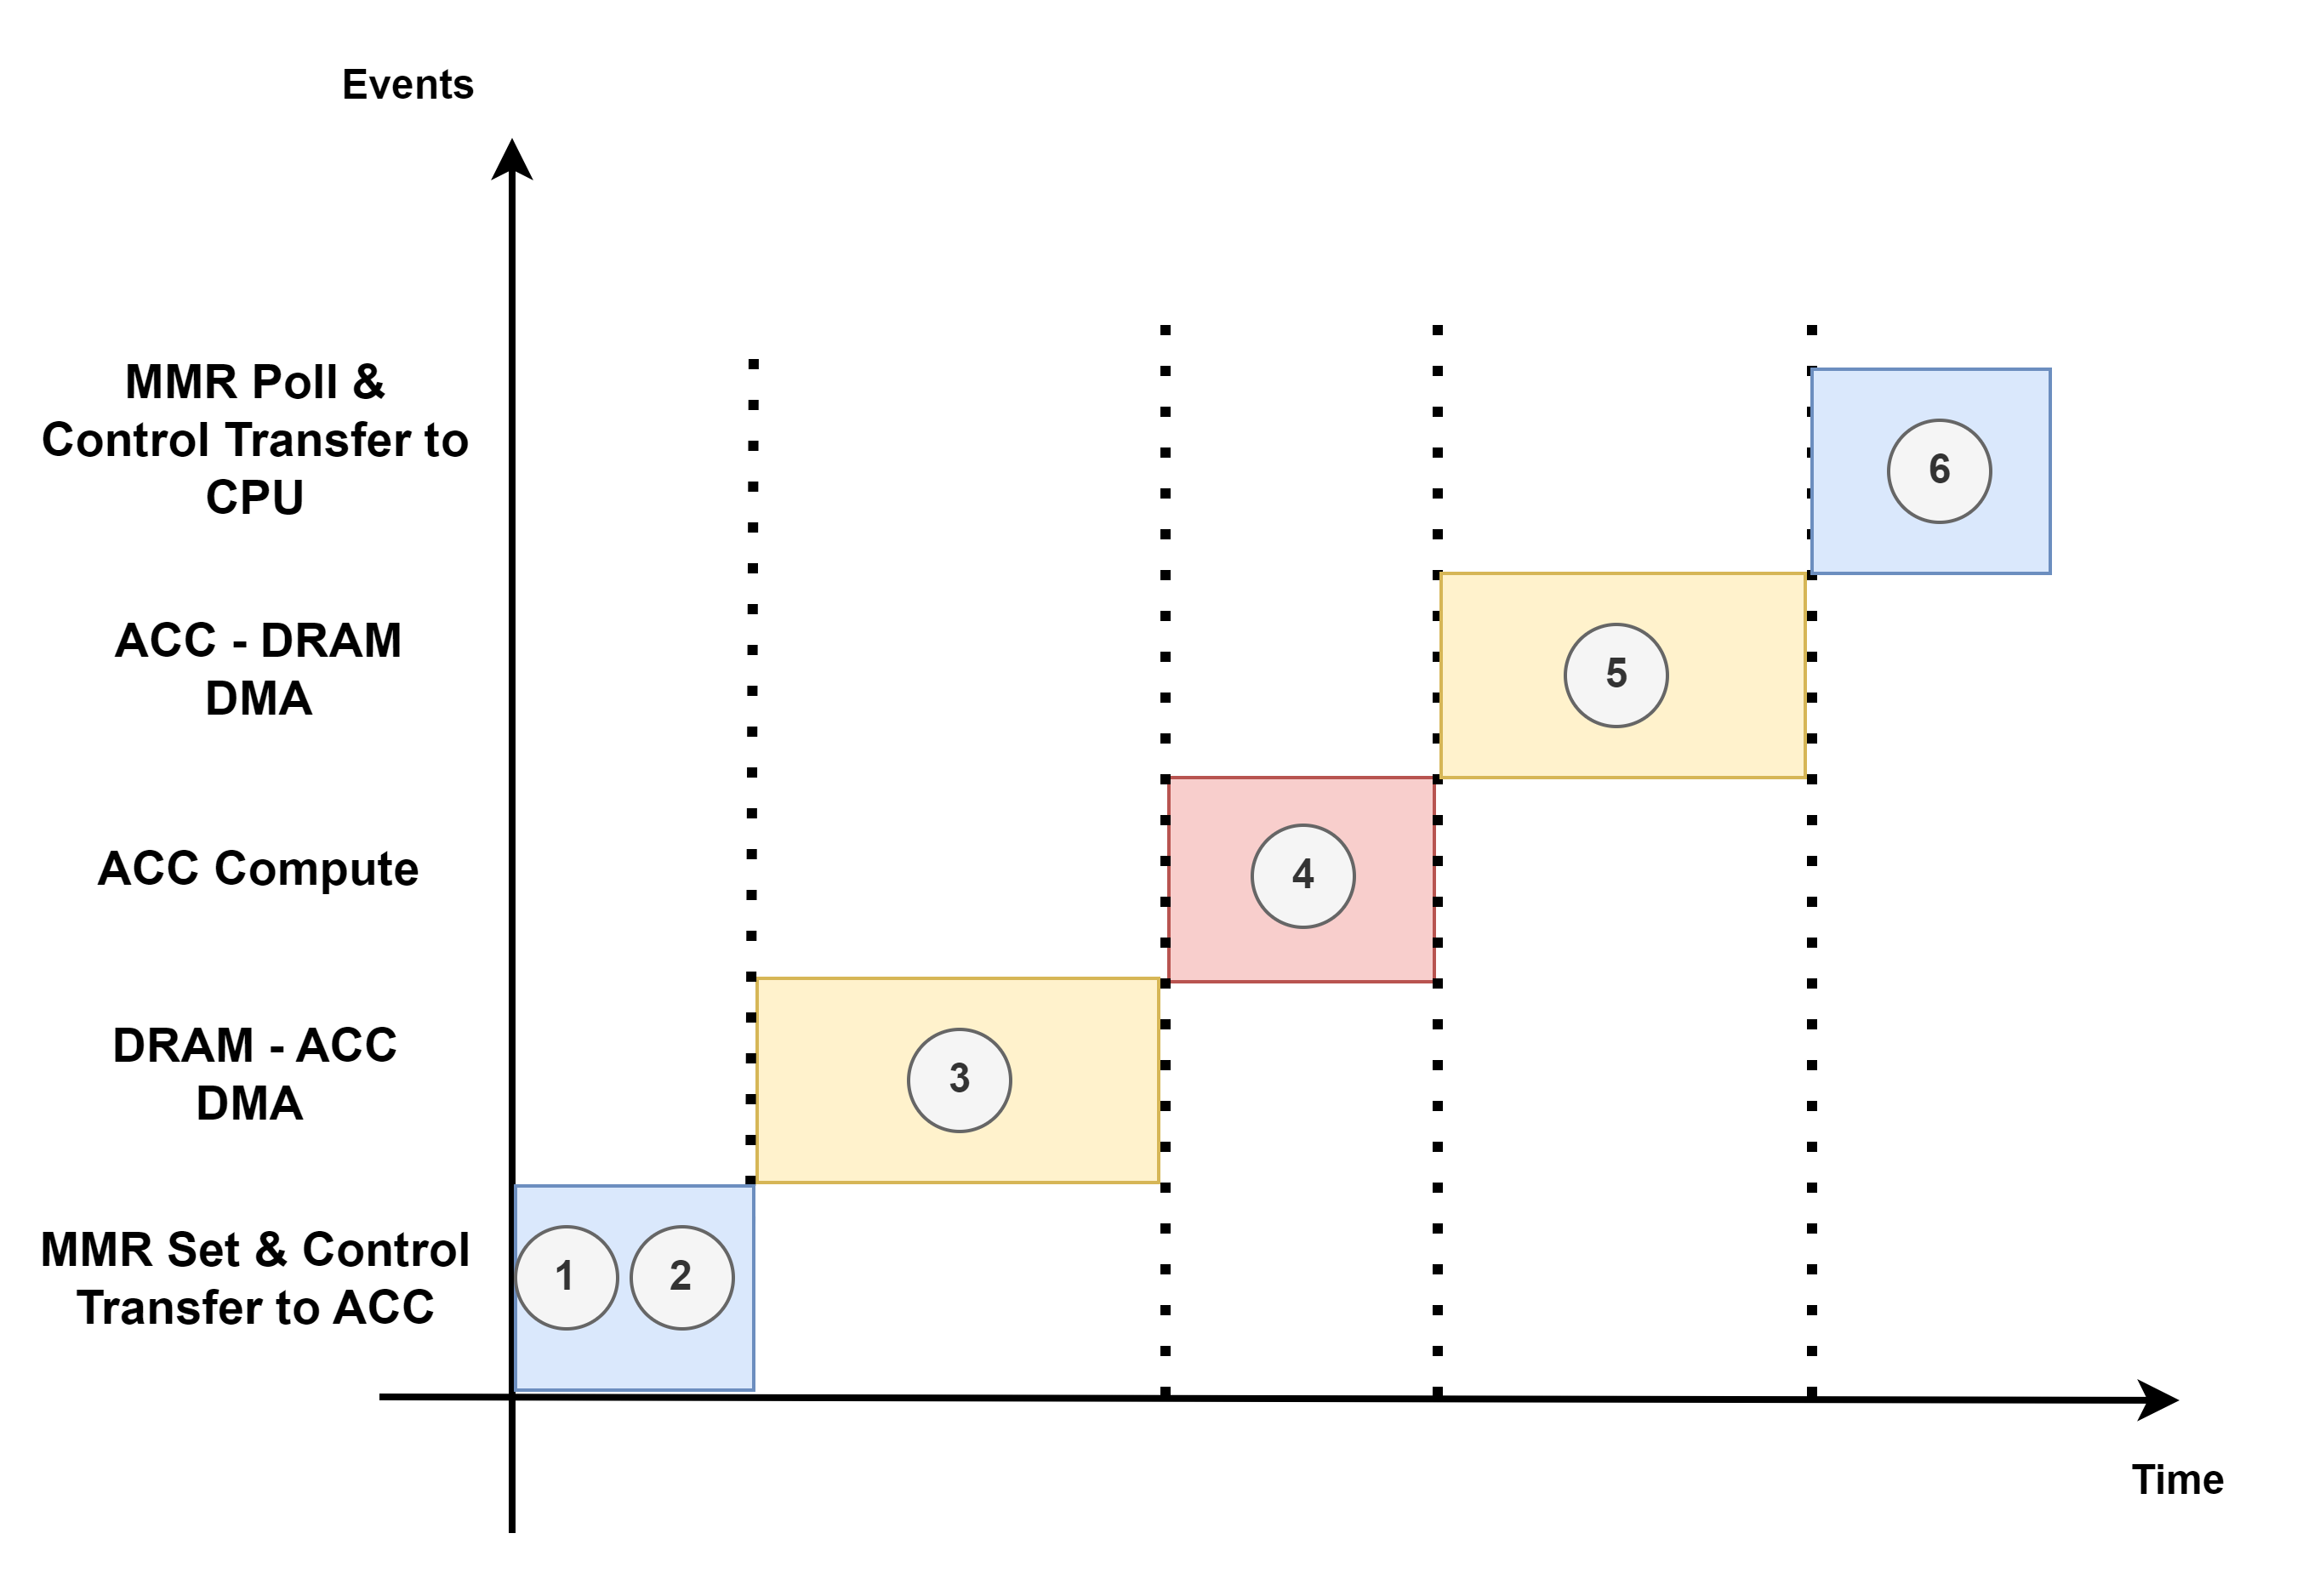 Events
MMR Poll &
Control Transfer to
CPU
6
ACC - DRAM
DMA
5
ACC Compute
4
DRAM - ACC
DMA
3
MMR Set & Control
Transfer to ACC
1
2
Time